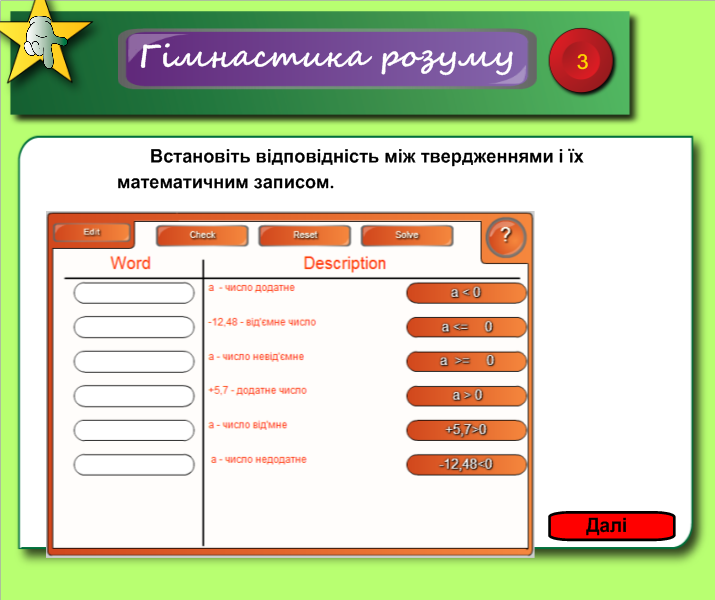 Гімнастика розуму
3
Встановіть відповідність між твердженнями і їх
математичним записом.
Edit
Check
Reset
Solve
?
Word
Description
а - число додатне
a < 0
-12,48 - від'ємне число
a <= 0
а - число невід'ємне
a >= 0
+5,7 - додатне число
a > 0
а - число від'мне
+5,7>0
а - число недодатне
-12,48<0
Далі